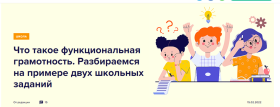 Что такое функциональная
грамотность. Разбираемся
на примере двух школьных
заданий